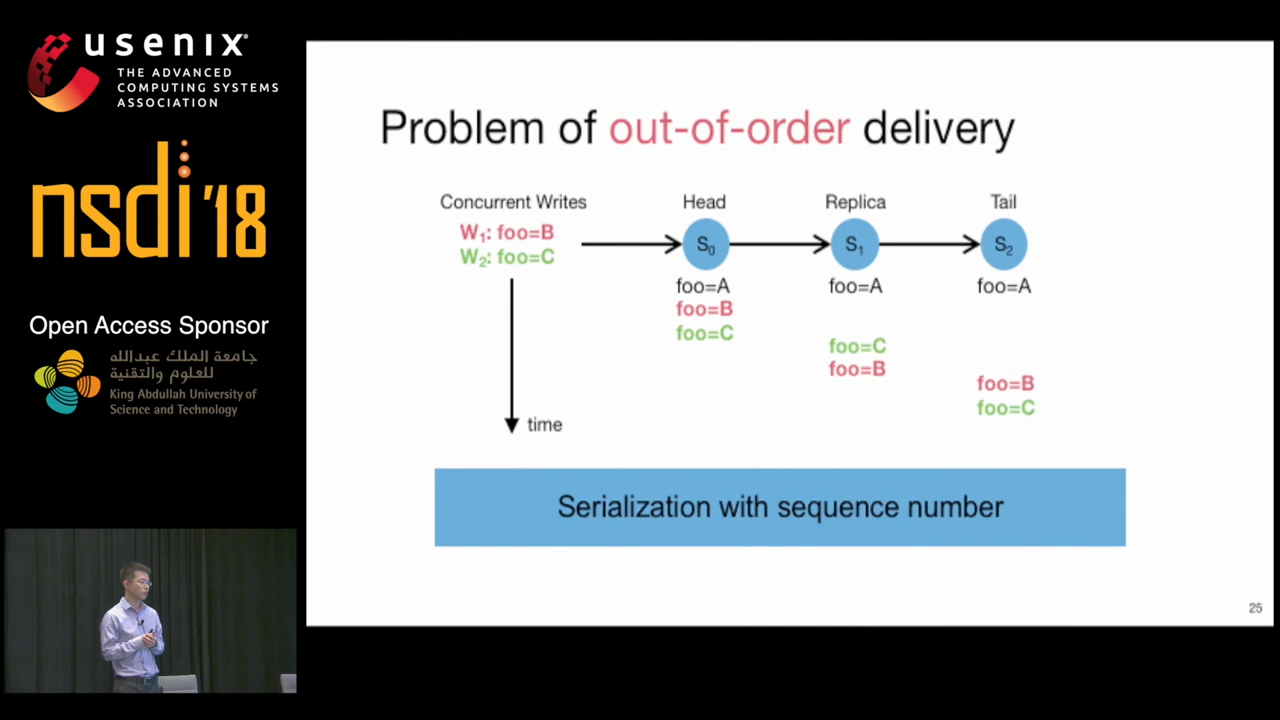 usenix
THE ADVANCED
COMPUTING SYSTEMS
ASSOCIATION
nsdi '18
Open Access Sponsor
جامعة الملك عبدالله
للعلوم والتقنية
King Abdullah University of
Science and Technology
Problem of out-of-order delivery
Concurrent Writes Head Replica Tail
W₁: foo=B
W₂: foo=C
S₀ S₁ S₂
foo=A foo=A foo=A
foo=B
foo=C
foo=C
foo=B
foo=B
foo=C
time
Serialization with sequence number
25